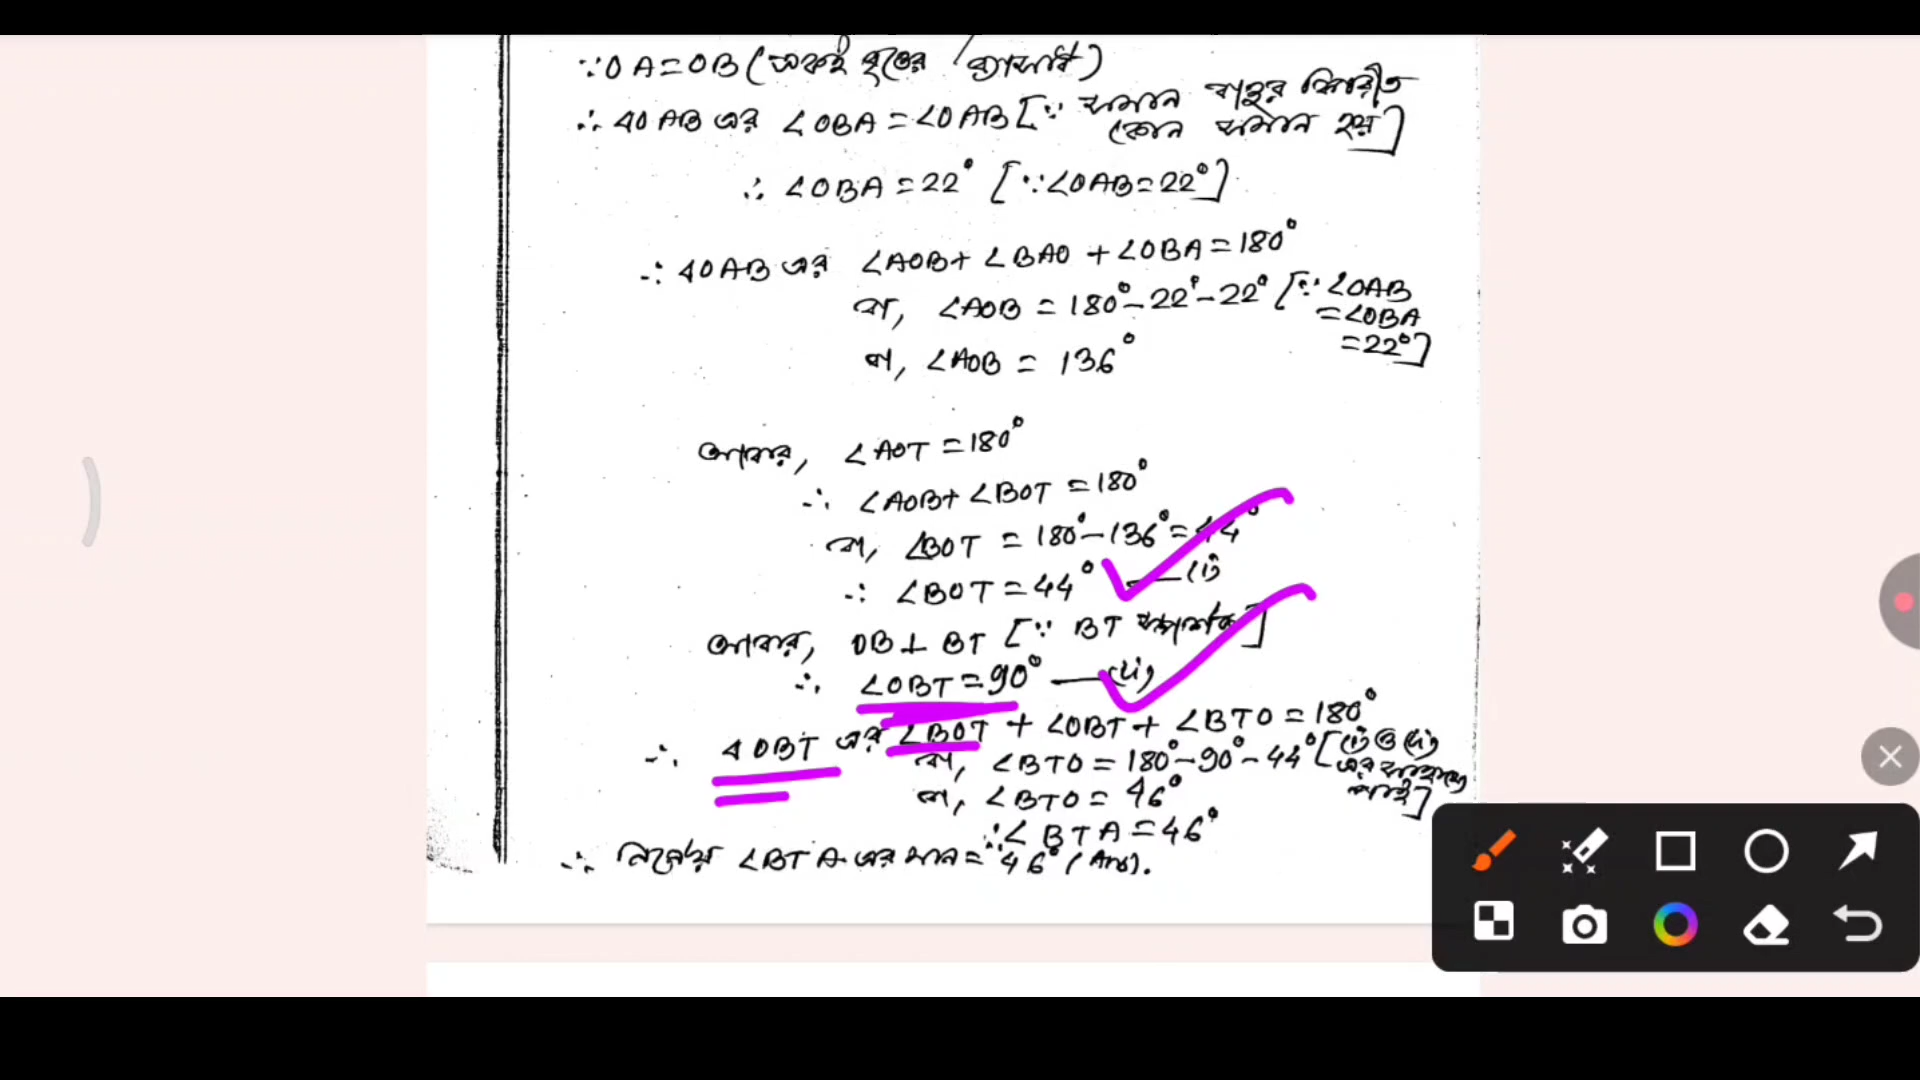 ∵OA=OB (একই বৃত্তের ব্যাসার্ধ)
∴ ΔOAB এর ∠OBA = ∠OAB [∵ সমান বাহুর বিপরীত
কোন সমান হয়]
∴ ∠OBA = 22° [∵∠OAB=22°]
∴ ΔOAB এর ∠AOB + ∠BAO + ∠OBA = 180°
বা, ∠AOB = 180°-22°-22° [∵ ∠OAB
=∠OBA
=22°]
বা, ∠AOB = 136°
আবার, ∠AOT = 180°
∴ ∠AOB + ∠BOT = 180°
বা, ∠BOT = 180°-136° = 44°
∴ ∠BOT = 44° —(i)
আবার, OB⊥BT [∵ BT স্পর্শক]
∴ ∠OBT = 90° —(ii)
∴ ΔOBT এর ∠BOT + ∠OBT + ∠BTO = 180°
বা, ∠BTO = 180°-90°-44° [(i) ও (ii)
এর সাহায্যে
পাই]
বা, ∠BTO = 46°
∴∠BTA = 46°
∴ নির্ণেয় ∠BTA এর মান = 46° (Ans).